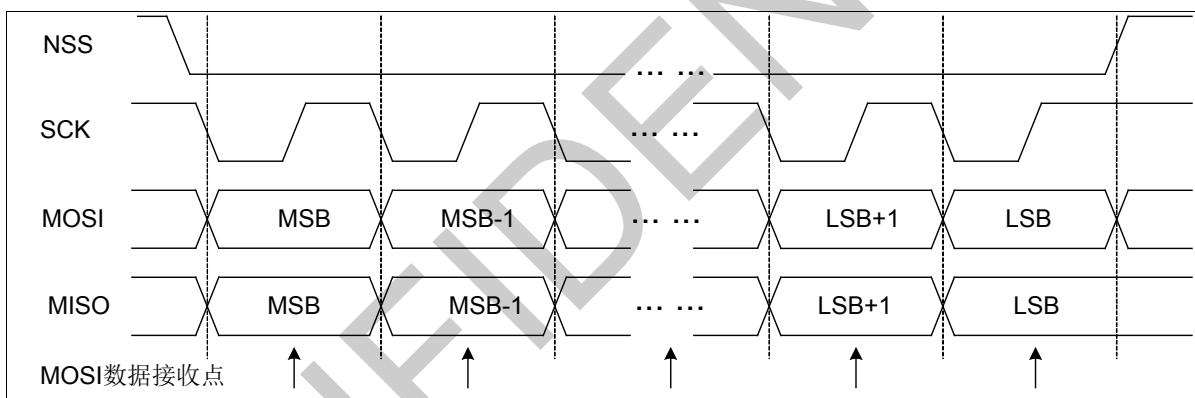 NSS
... ...
SCK
... ...
MOSI MSB MSB-1 ... ... LSB+1 LSB
MISO MSB MSB-1 ... ... LSB+1 LSB
MOSI数据接收点
NFIDEN